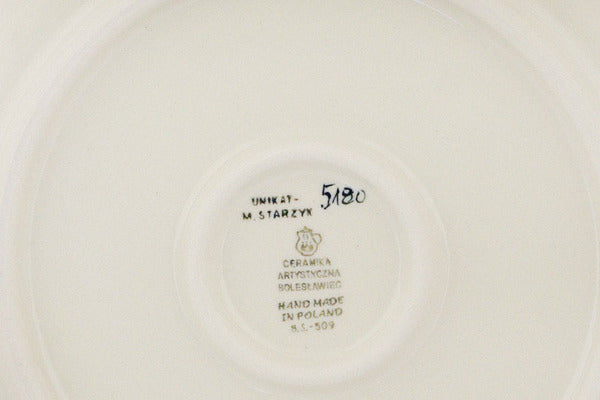 UNIKAT- 5180
M. STARZYK
CERAMIKA
ARTYSTYCZNA
BOLESŁAWIEC
HAND MADE
IN POLAND
-509